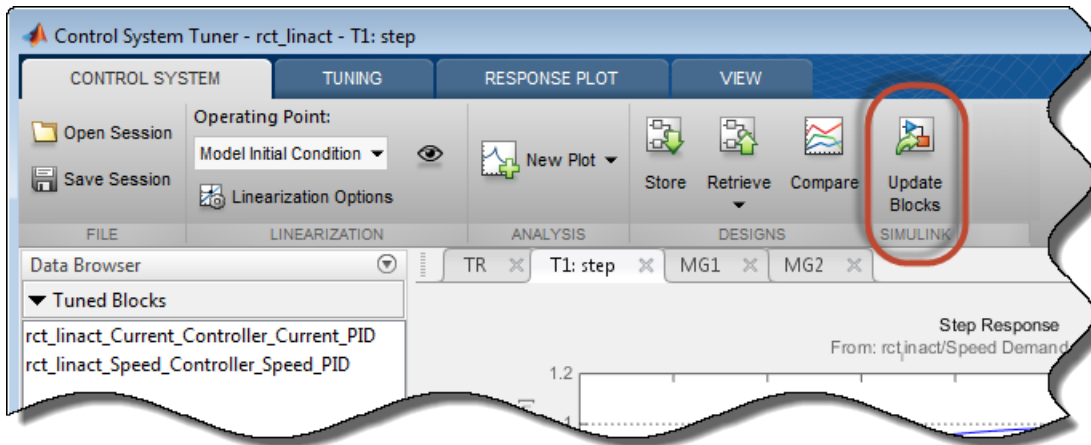 Control System Tuner - rct_linact - T1: step
CONTROL SYSTEM
TUNING
RESPONSE PLOT
VIEW
Open Session
Save Session
FILE
Operating Point:
Model Initial Condition
Linearization Options
LINEARIZATION
New Plot
ANALYSIS
Store
Retrieve
Compare
DESIGNS
Update
Blocks
SIMULINK
Data Browser
Tuned Blocks
rct_linact_Current_Controller_Current_PID
rct_linact_Speed_Controller_Speed_PID
TR
T1: step
MG1
MG2
Step Response
From: rctlinact/Speed Demand
1.2
1